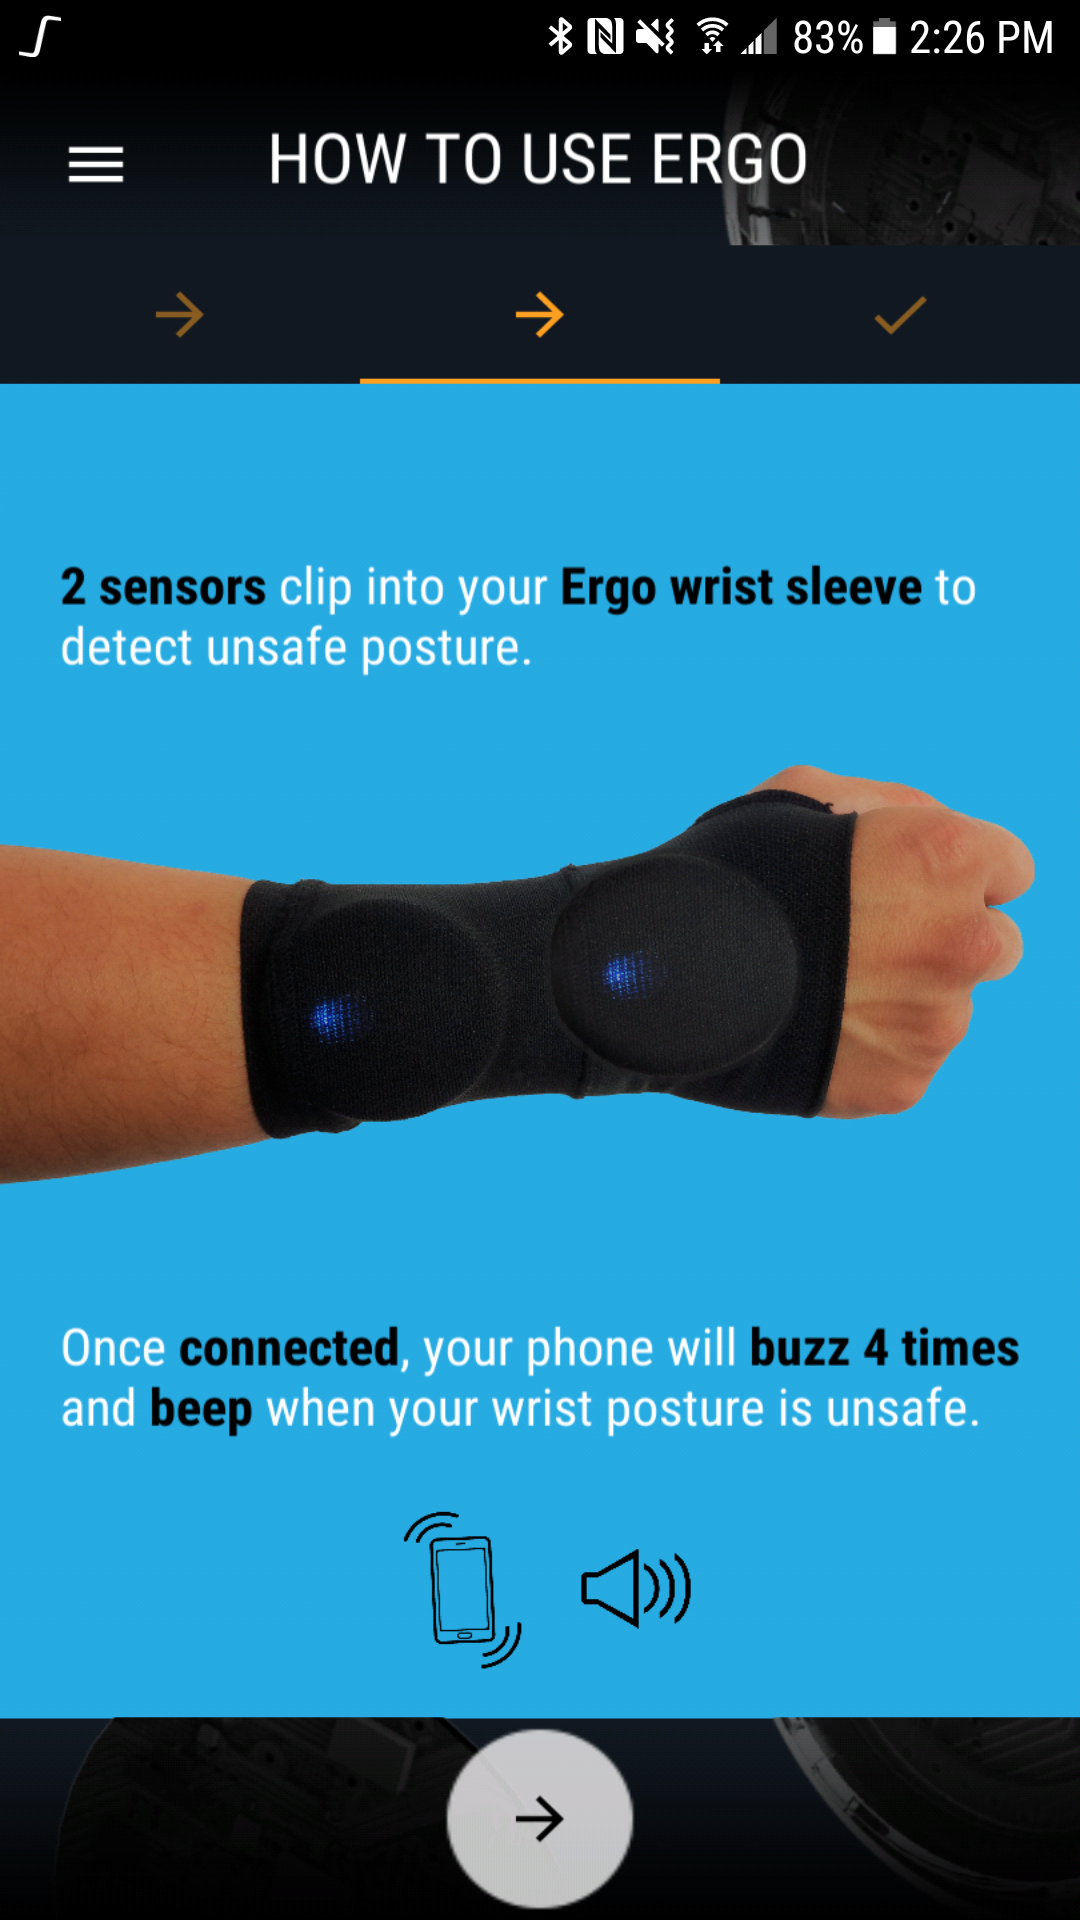 83% 2:26 PM
HOW TO USE ERGO
2 sensors clip into your Ergo wrist sleeve to
detect unsafe posture.
Once connected, your phone will buzz 4 times
and beep when your wrist posture is unsafe.